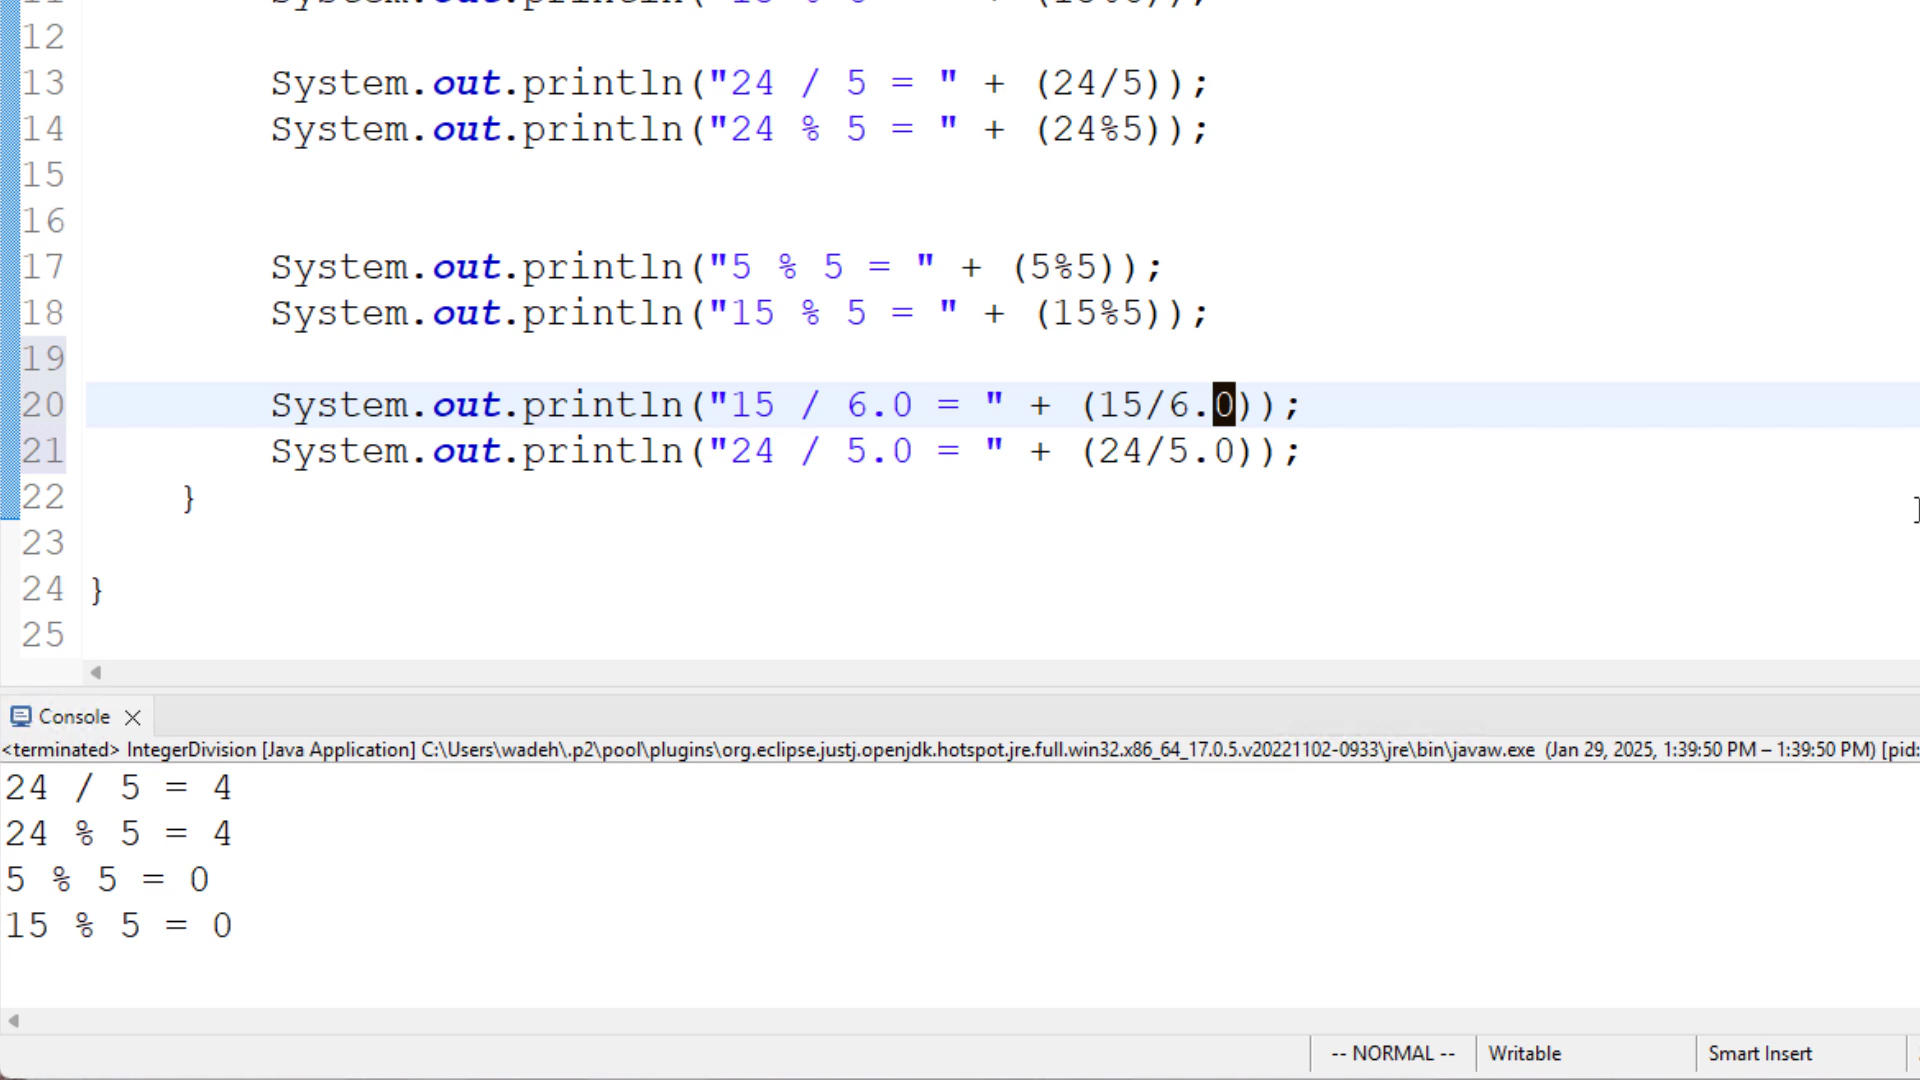 12
13 System.out.println("24 / 5 = " + (24/5));
14 System.out.println("24 % 5 = " + (24%5));
15
16
17 System.out.println("5 % 5 = " + (5%5));
18 System.out.println("15 % 5 = " + (15%5));
19
20 System.out.println("15 / 6.0 = " + (15/6.0));
21 System.out.println("24 / 5.0 = " + (24/5.0));
22 }
23
24 }
25
Console
<terminated> IntegerDivision [Java Application] C:\Users\wadeh\.p2\pool\plugins\org.eclipse.justj.openjdk.hotspot.jre.full.win32.x86_64_17.0.5.v20221102-0933\jre\bin\javaw.exe (Jan 29, 2025, 1:39:50 PM – 1:39:50 PM) [pid:
24 / 5 = 4
24 % 5 = 4
5 % 5 = 0
15 % 5 = 0
-- NORMAL -- Writable Smart Insert